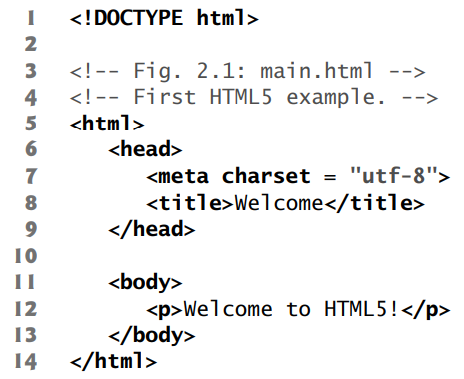 1 <!DOCTYPE html>
2
3 <!-- Fig. 2.1: main.html -->
4 <!-- First HTML5 example. -->
5 <html>
6    <head>
7       <meta charset = "utf-8">
8       <title>Welcome</title>
9    </head>
10
11    <body>
12       <p>Welcome to HTML5!</p>
13    </body>
14 </html>